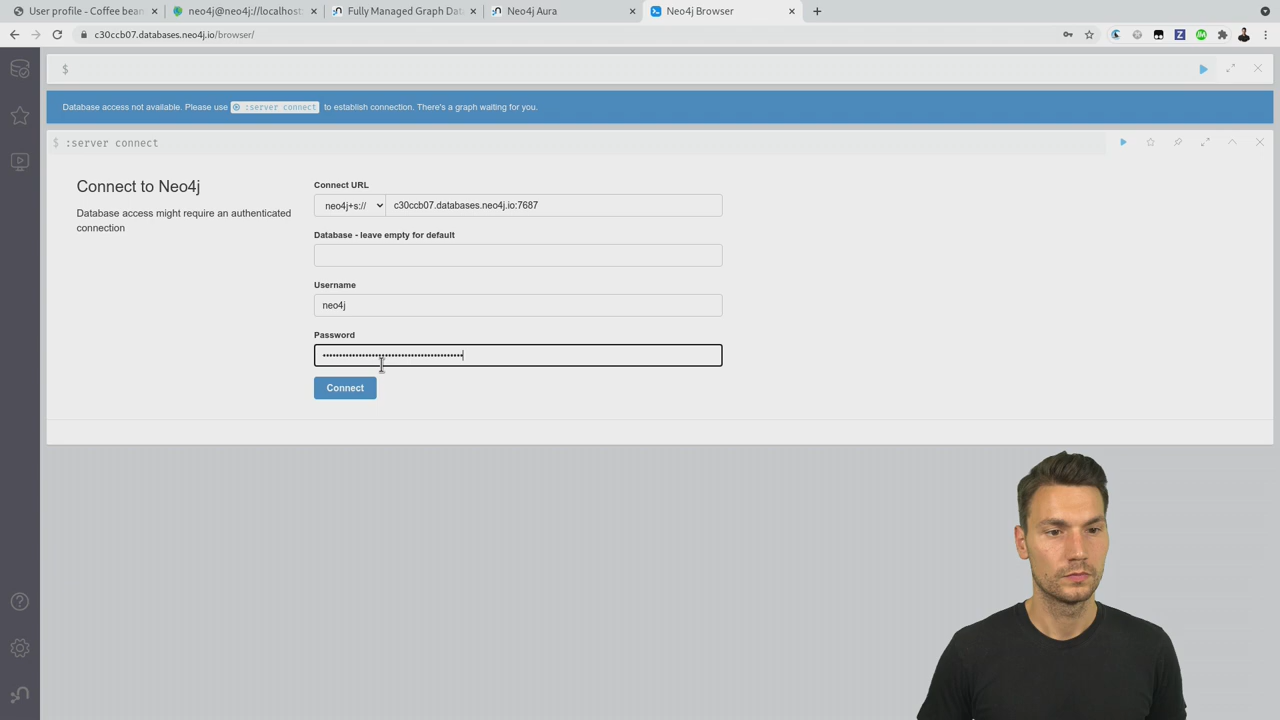 User profile - Coffee bean
neo4j@neo4j://localhost:
Fully Managed Graph Dat
Neo4j Aura
Neo4j Browser
c30ccb07.databases.neo4j.io/browser/
$
Database access not available. Please use :server connect to establish connection. There's a graph waiting for you.
$ :server connect
Connect to Neo4j
Database access might require an authenticated
connection
Connect URL
neo4j+s://
c30ccb07.databases.neo4j.io:7687
Database - leave empty for default
Username
neo4j
Password
Connect